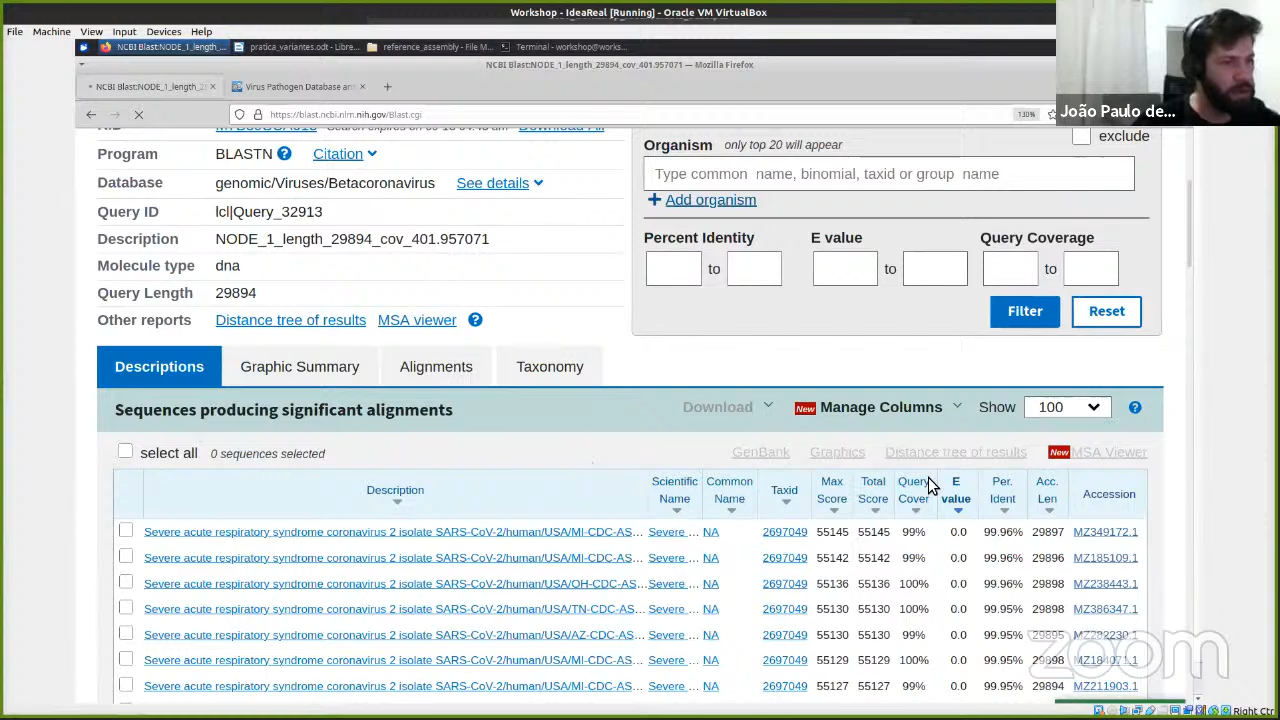 Workshop - IdeaReal [Running] - Oracle VM VirtualBox
File Machine View Input Devices Help
NCBI Blast:NODE_1_length_... pratica_variantes.odt - Libre... reference_assembly - File M... Terminal - workshop@works...
NCBI Blast:NODE_1_length_29894_cov_401.957071 — Mozilla Firefox
NCBI Blast:NODE_1_length_2 Virus Pathogen Database an
https://blast.ncbi.nlm.nih.gov/Blast.cgi 130%
João Paulo de...
Program BLASTN Citation
Database genomic/Viruses/Betacoronavirus See details
Query ID lcl|Query_32913
Description NODE_1_length_29894_cov_401.957071
Molecule type dna
Query Length 29894
Other reports Distance tree of results MSA viewer
exclude
Organism only top 20 will appear
Type common name, binomial, taxid or group name
Add organism
Percent Identity E value Query Coverage
to to to
Filter Reset
Descriptions Graphic Summary Alignments Taxonomy
Sequences producing significant alignments Download New Manage Columns Show 100
select all 0 sequences selected GenBank Graphics Distance tree of results New MSA Viewer
Description Scientific Name Common Name Taxid Max Score Total Score Query Cover E value Per. Ident Acc. Len Accession
Severe acute respiratory syndrome coronavirus 2 isolate SARS-CoV-2/human/USA/MI-CDC-AS... Severe ... NA 2697049 55145 55145 99% 0.0 99.96% 29897 MZ349172.1
Severe acute respiratory syndrome coronavirus 2 isolate SARS-CoV-2/human/USA/MI-CDC-AS... Severe ... NA 2697049 55142 55142 99% 0.0 99.96% 29896 MZ185109.1
Severe acute respiratory syndrome coronavirus 2 isolate SARS-CoV-2/human/USA/OH-CDC-AS... Severe ... NA 2697049 55136 55136 100% 0.0 99.95% 29898 MZ238443.1
Severe acute respiratory syndrome coronavirus 2 isolate SARS-CoV-2/human/USA/TN-CDC-AS... Severe ... NA 2697049 55130 55130 100% 0.0 99.95% 29898 MZ386347.1
Severe acute respiratory syndrome coronavirus 2 isolate SARS-CoV-2/human/USA/AZ-CDC-AS... Severe ... NA 2697049 55130 55130 99% 0.0 99.95% 29895
Severe acute respiratory syndrome coronavirus 2 isolate SARS-CoV-2/human/USA/MI-CDC-AS... Severe ... NA 2697049 55129 55129 100% 0.0 99.95% 29898
Severe acute respiratory syndrome coronavirus 2 isolate SARS-CoV-2/human/USA/MI-CDC-AS... Severe ... NA 2697049 55127 55127 99% 0.0 99.95% 29894 MZ211903.1
zoom
Right Ctrl